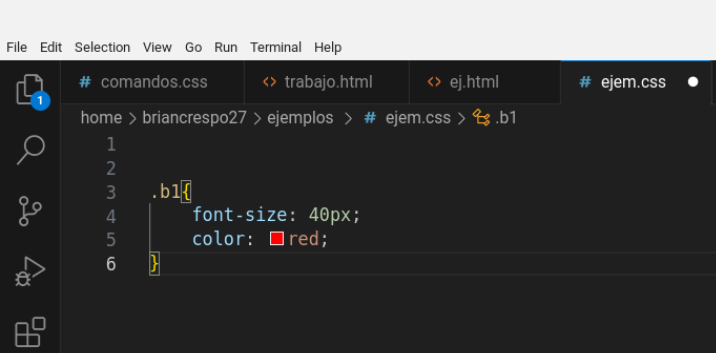 File Edit Selection View Go Run Terminal Help
# comandos.css <> trabajo.html <> ej.html # ejem.css
1
home > briancrespo27 > ejemplos > # ejem.css > .b1
1
2
3 .b1{
4 font-size: 40px;
5 color: red;
6 }